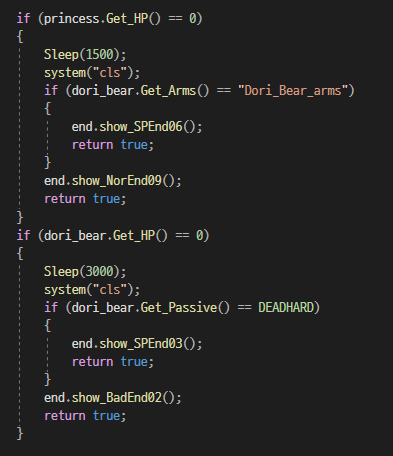 if (princess.Get_HP() == 0)
{
    Sleep(1500);
    system("cls");
    if (dori_bear.Get_Arms() == "Dori_Bear_arms")
    {
        end.show_SPEnd06();
        return true;
    }
    end.show_NorEnd09();
    return true;
}
if (dori_bear.Get_HP() == 0)
{
    Sleep(3000);
    system("cls");
    if (dori_bear.Get_Passive() == DEADHARD)
    {
        end.show_SPEnd03();
        return true;
    }
    end.show_BadEnd02();
    return true;
}